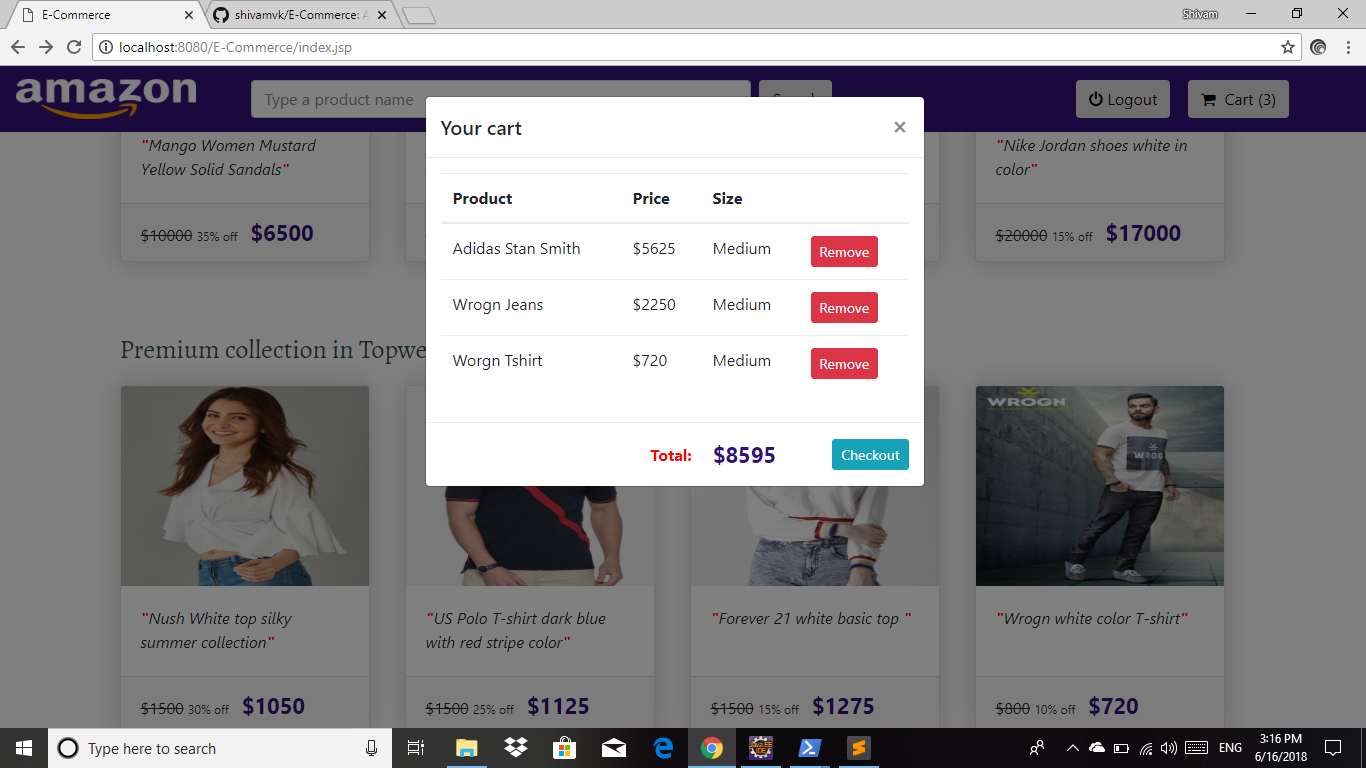 E-Commerce
shivamvk/E-Commerce: A
Shivam
localhost:8080/E-Commerce/index.jsp
amazon
Type a product name
Logout
Cart (3)
Your cart
×
"Mango Women Mustard
Yellow Solid Sandals"
"Nike Jordan shoes white in
color"
$10000 35% off $6500
$20000 15% off $17000
Product Price Size
Adidas Stan Smith $5625 Medium Remove
Wrogn Jeans $2250 Medium Remove
Worgn Tshirt $720 Medium Remove
Total: $8595 Checkout
Premium collection in Topwe
WROGN
WROGN
"Nush White top silky
summer collection"
"US Polo T-shirt dark blue
with red stripe color"
"Forever 21 white basic top "
"Wrogn white color T-shirt"
$1500 30% off $1050
$1500 25% off $1125
$1500 15% off $1275
$800 10% off $720
Type here to search
JAVA EE
IDE
ENG
3:16 PM
6/16/2018